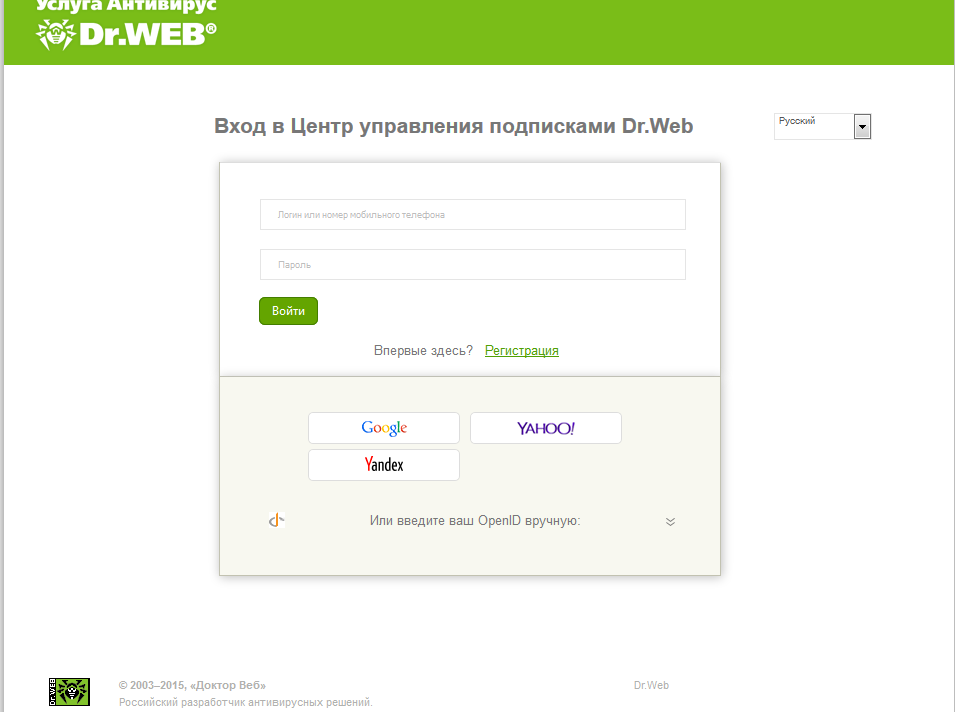 Услуга Антивирус
Dr.WEB®
Вход в Центр управления подписками Dr.Web
Русский
Логин или номер мобильного телефона
Пароль
Войти
Впервые здесь? Регистрация
Google YAHOO!
Yandex
Или введите ваш OpenID вручную:
Dr.WEB
© 2003–2015, «Доктор Веб» Dr.Web
Российский разработчик антивирусных решений.